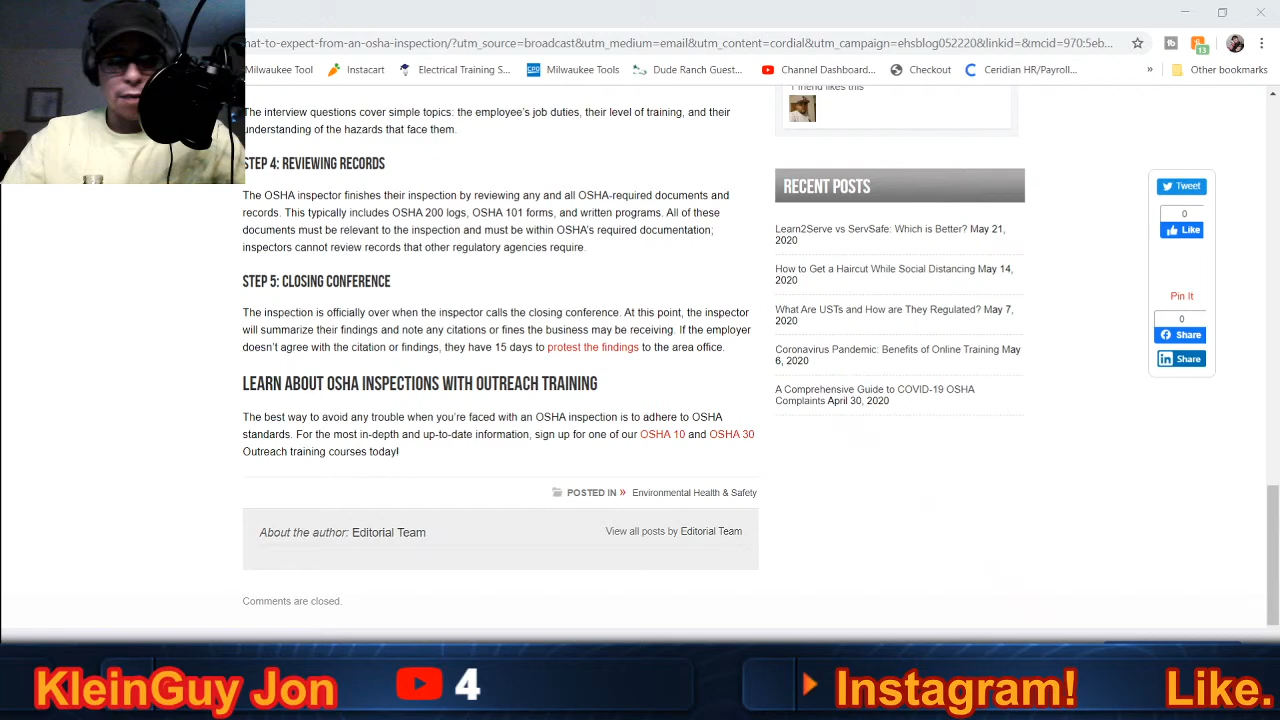 hat-to-expect-from-an-osha-inspection/?utm_source=broadcast&utm_medium=email&utm_content=cordial&utm_campaign=ehsblog052220&linkid=&mcid=970:5eb...
13
Milwaukee Tool
Instacart
Electrical Training S...
CPO
Milwaukee Tools
Dude Ranch Guest...
Channel Dashboard...
Checkout
Ceridian HR/Payroll...
»
Other bookmarks
The interview questions cover simple topics: the employee's job duties, their level of training, and their
understanding of the hazards that face them.
STEP 4: REVIEWING RECORDS
The OSHA inspector finishes their inspection by reviewing any and all OSHA-required documents and
records. This typically includes OSHA 200 logs, OSHA 101 forms, and written programs. All of these
documents must be relevant to the inspection and must be within OSHA's required documentation;
inspectors cannot review records that other regulatory agencies require.
STEP 5: CLOSING CONFERENCE
The inspection is officially over when the inspector calls the closing conference. At this point, the inspector
will summarize their findings and note any citations or fines the business may be receiving. If the employer
doesn't agree with the citation or findings, they have 15 days to protest the findings to the area office.
LEARN ABOUT OSHA INSPECTIONS WITH OUTREACH TRAINING
The best way to avoid any trouble when you're faced with an OSHA inspection is to adhere to OSHA
standards. For the most in-depth and up-to-date information, sign up for one of our OSHA 10 and OSHA 30
Outreach training courses today!
POSTED IN » Environmental Health & Safety
About the author: Editorial Team
View all posts by Editorial Team
Comments are closed.
1 friend likes this
RECENT POSTS
Learn2Serve vs ServSafe: Which is Better? May 21,
2020
How to Get a Haircut While Social Distancing May 14,
2020
What Are USTs and How are They Regulated? May 7,
2020
Coronavirus Pandemic: Benefits of Online Training May
6, 2020
A Comprehensive Guide to COVID-19 OSHA
Complaints April 30, 2020
Tweet
0
Like
Pin It
0
Share
Share
KleinGuy Jon
4
Instagram!
Like.